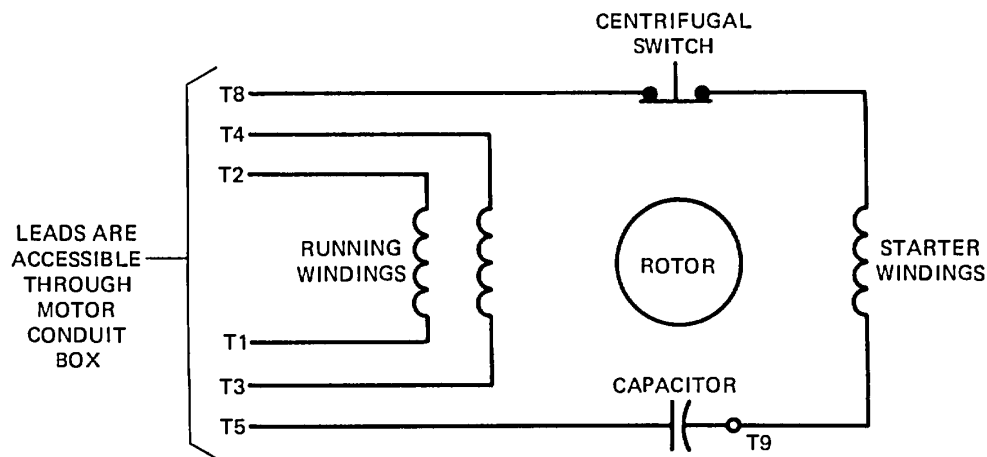 CENTRIFUGAL
SWITCH
T8
T4
T2
LEADS ARE
ACCESSIBLE
THROUGH
MOTOR
CONDUIT
BOX
RUNNING
WINDINGS
ROTOR
STARTER
WINDINGS
T1
T3
CAPACITOR
T5
T9